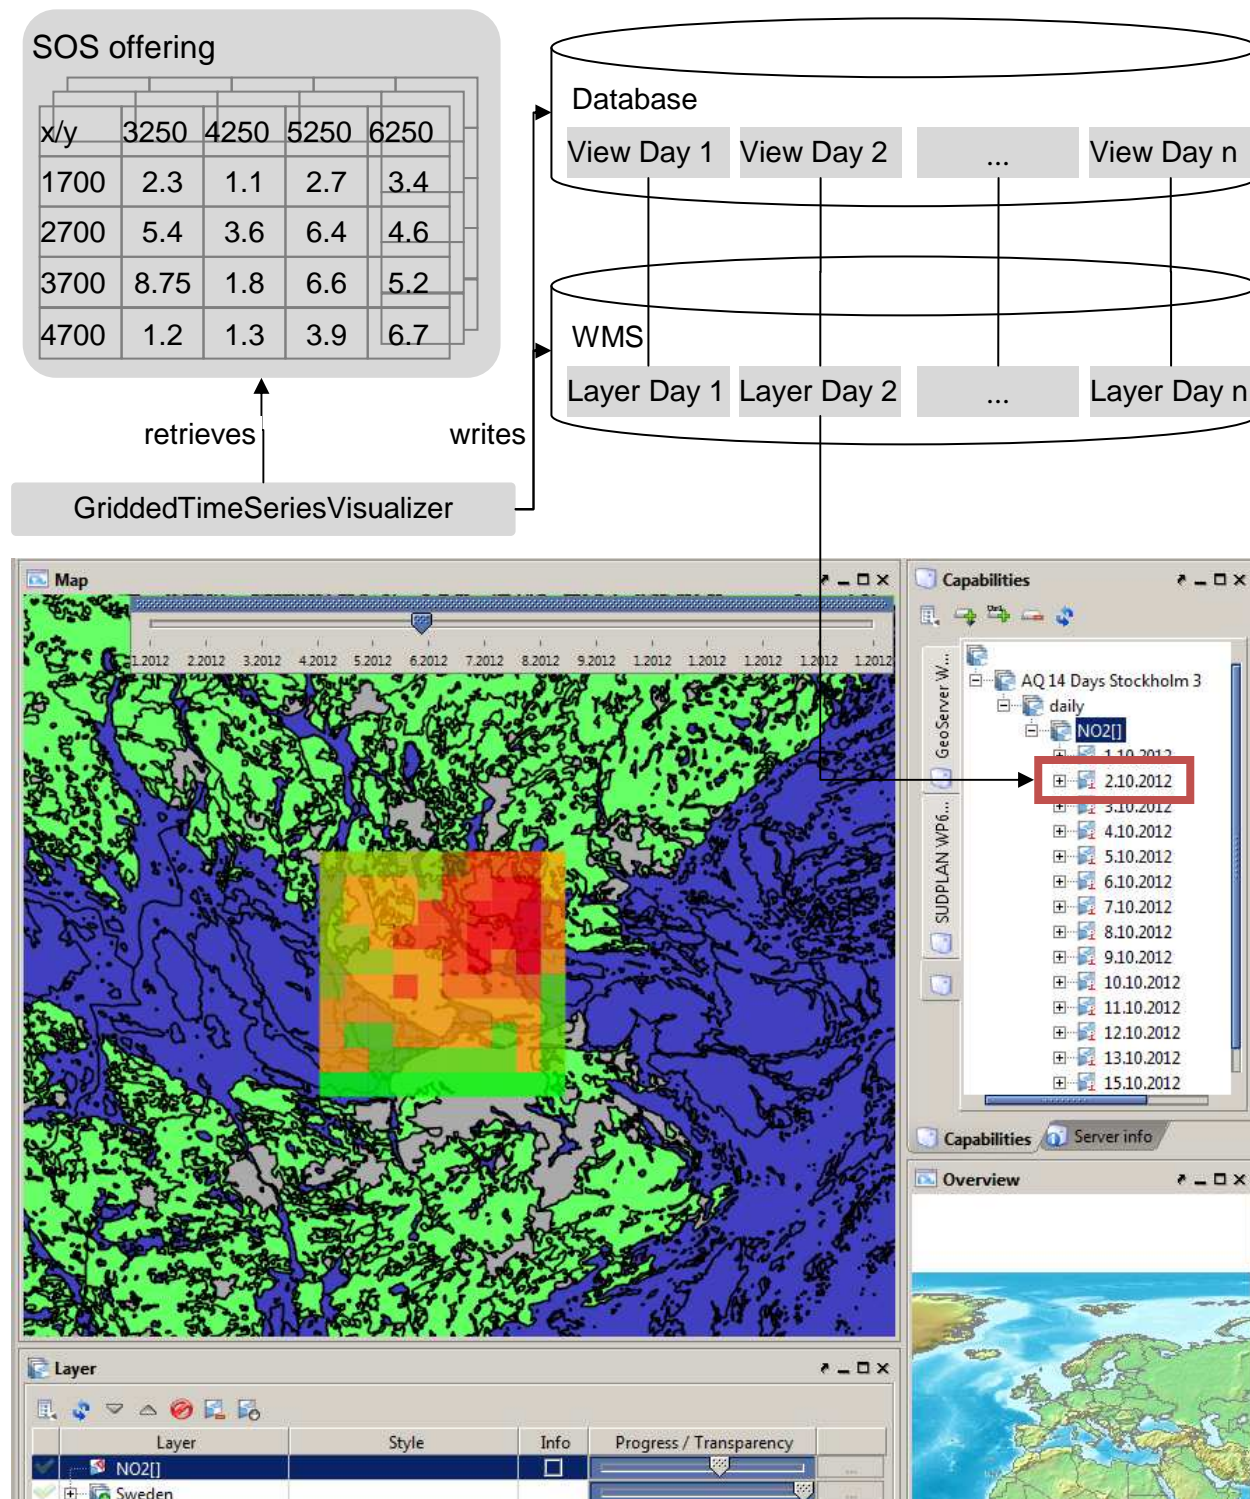 SOS offering
x/y 3250 4250 5250 6250
1700 2.3 1.1 2.7 3.4
2700 5.4 3.6 6.4 4.6
3700 8.75 1.8 6.6 5.2
4700 1.2 1.3 3.9 6.7
Database
View Day 1 View Day 2 ... View Day n
WMS
Layer Day 1 Layer Day 2 ... Layer Day n
retrieves
writes
GriddedTimeSeriesVisualizer
Map
1.2012 2.2012 3.2012 4.2012 5.2012 6.2012 7.2012 8.2012 9.2012 1.2012 1.2012 1.2012 1.2012 1.2012
Capabilities
GeoServer W...
SUDPLAN WP6...
AQ 14 Days Stockholm 3
daily
NO2[]
1.10.2012
2.10.2012
3.10.2012
4.10.2012
5.10.2012
6.10.2012
7.10.2012
8.10.2012
9.10.2012
10.10.2012
11.10.2012
12.10.2012
13.10.2012
15.10.2012
Capabilities Server info
Overview
Layer
Layer Style Info Progress / Transparency
NO2[] ...
Sweden ...